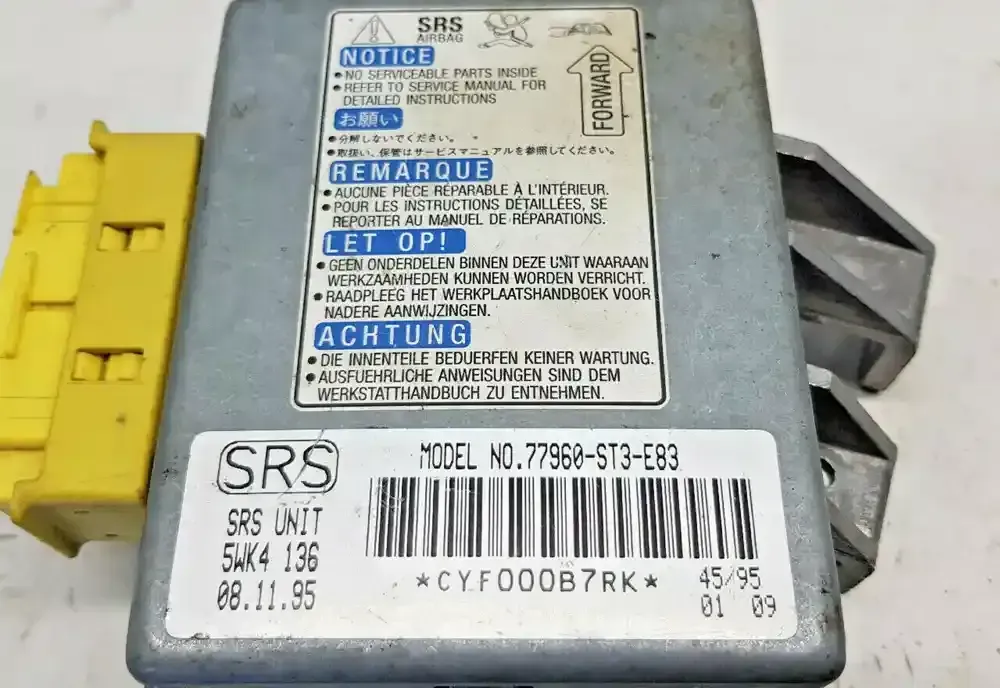 SRS
AIRBAG
FORWARD
NOTICE
•NO SERVICEABLE PARTS INSIDE
•REFER TO SERVICE MANUAL FOR
DETAILED INSTRUCTIONS
お願い
•分解しないでください。
•取扱い、保管はサービスマニュアルを参照してください。
REMARQUE
•AUCUNE PIÈCE RÉPARABLE À L'INTÉRIEUR.
•POUR LES INSTRUCTIONS DÉTAILLÉES, SE
REPORTER AU MANUEL DE RÉPARATIONS.
LET OP!
•GEEN ONDERDELEN BINNEN DEZE UNIT WAARAAN
WERKZAAMHEDEN KUNNEN WORDEN VERRICHT.
•RAADPLEEG HET WERKPLAATSHANDBOEK VOOR
NADERE AANWIJZINGEN.
ACHTUNG
•DIE INNENTEILE BEDUERFEN KEINER WARTUNG.
•AUSFUEHRLICHE ANWEISUNGEN SIND DEM
WERKSTATTHANDBUCH ZU ENTNEHMEN.
SRS
MODEL NO.77960-ST3-E83
SRS UNIT
5WK4 136
08.11.95
*CYF000B7RK*
45/95
01 09